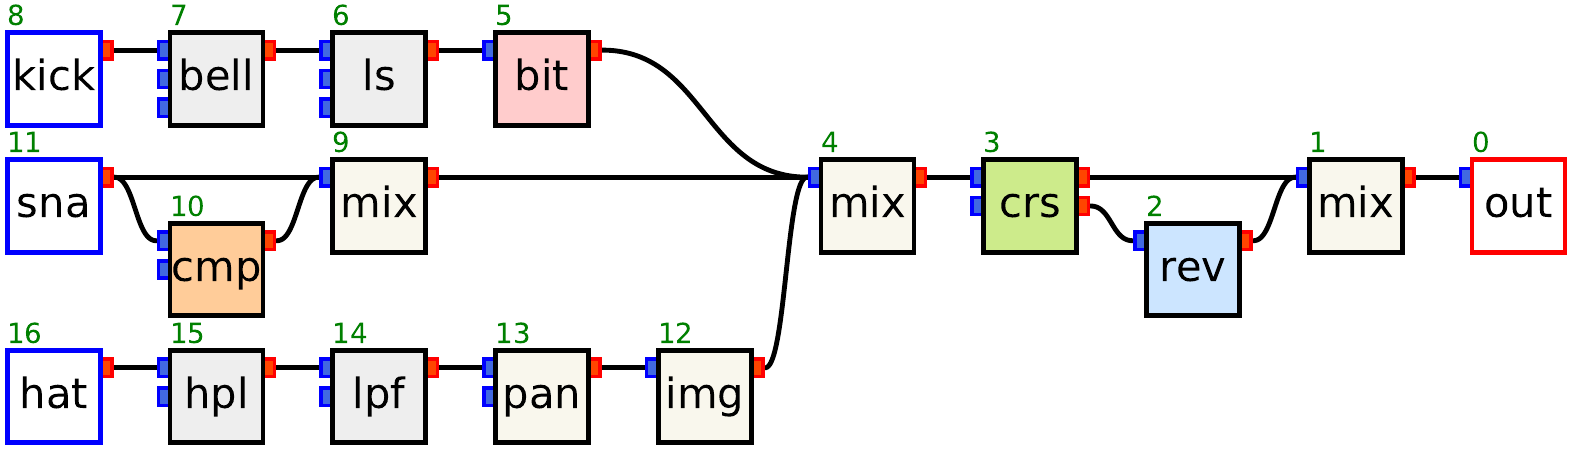 8 7 6 5
kick bell ls bit
11 9 4 3 1 0
sna mix mix crs mix out
10 2
cmp rev
16 15 14 13 12
hat hpl lpf pan img